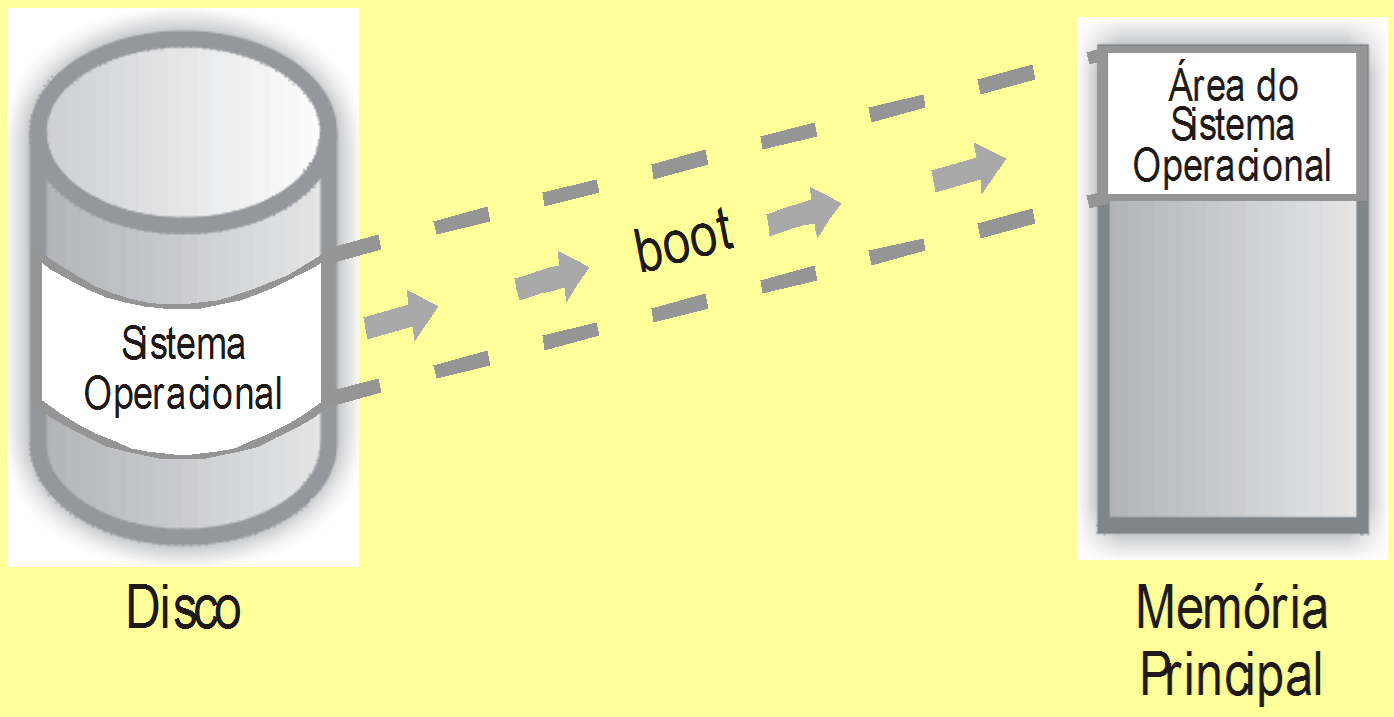 Sistema
Operacional
Disco
boot
Área do
Sistema
Operacional
Memória
Principal